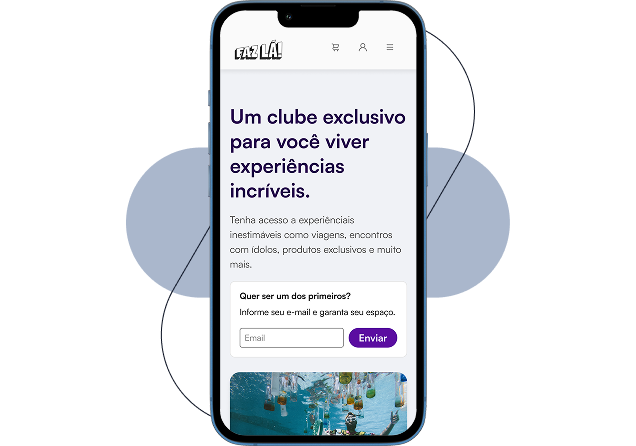 FAZ LÁ!
Um clube exclusivo
para você viver
experiências
incríveis.
Tenha acesso a experiênciais
inestimáveis como viagens, encontros
com ídolos, produtos exclusivos e muito
mais.
Quer ser um dos primeiros?
Informe seu e-mail e garanta seu espaço.
Email
Enviar